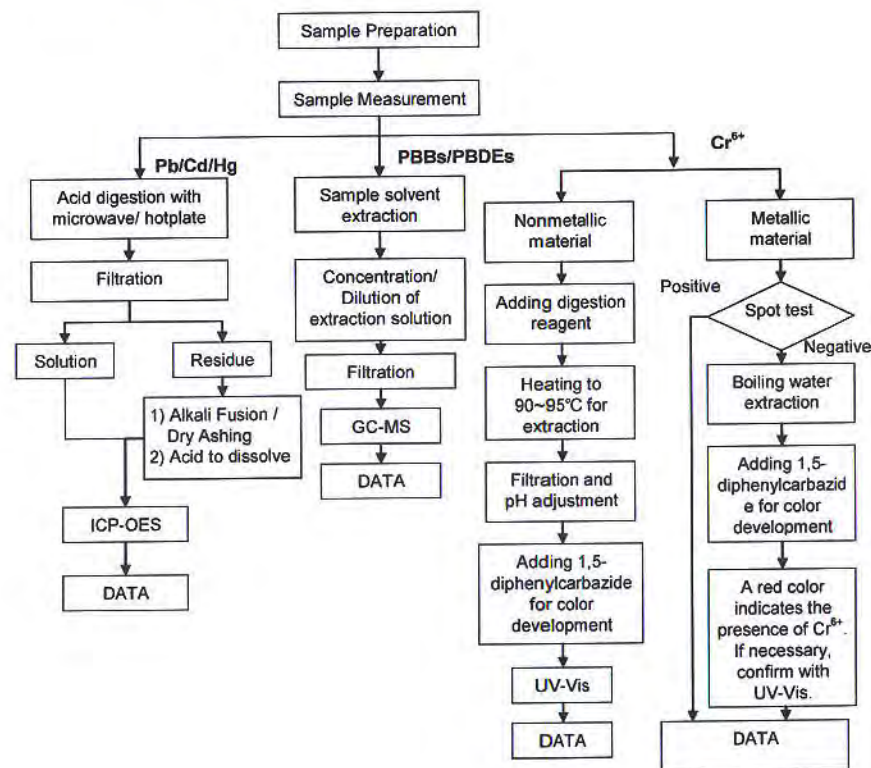 Sample Preparation
Sample Measurement
Pb/Cd/Hg
Acid digestion with
microwave/ hotplate
Filtration
Solution
Residue
1) Alkali Fusion /
Dry Ashing
2) Acid to dissolve
ICP-OES
DATA
PBBs/PBDEs
Sample solvent
extraction
Concentration/
Dilution of
extraction solution
Filtration
GC-MS
DATA
Cr⁶⁺
Nonmetallic
material
Adding digestion
reagent
Heating to
90~95℃ for
extraction
Filtration and
pH adjustment
Adding 1,5-
diphenylcarbazide
for color
development
UV-Vis
DATA
Metallic
material
Positive
Spot test
Negative
Boiling water
extraction
Adding 1,5-
diphenylcarbazid
e for color
development
A red color
indicates the
presence of Cr⁶⁺.
If necessary,
confirm with
UV-Vis.
DATA